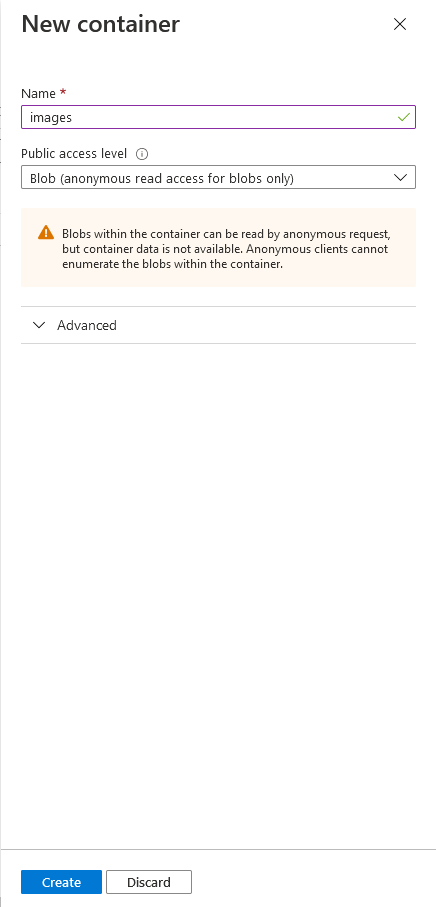 New container
Name *
images
Public access level
Blob (anonymous read access for blobs only)
Blobs within the container can be read by anonymous request,
but container data is not available. Anonymous clients cannot
enumerate the blobs within the container.
Advanced
Create Discard